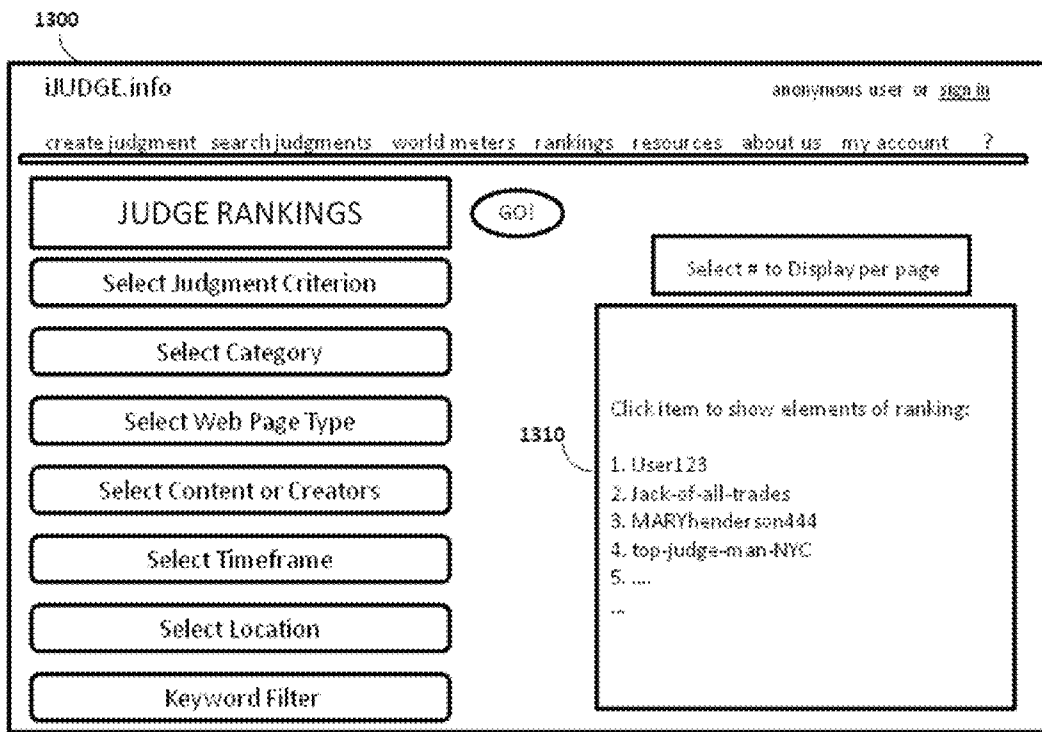 1300
iJUDGE.info
anonymous user or sign in
create judgment search judgments world meters rankings resources about us my account ?
JUDGE RANKINGS
GO!
Select # to Display per page
Select Judgment Criterion
Select Category
Select Web Page Type
Select Content or Creators
Select Timeframe
Select Location
Keyword Filter
1310
Click item to show elements of ranking:
1. User123
2. Jack-of-all-trades
3. MARYhenderson444
4. top-judge-man-NYC
5. ....
...